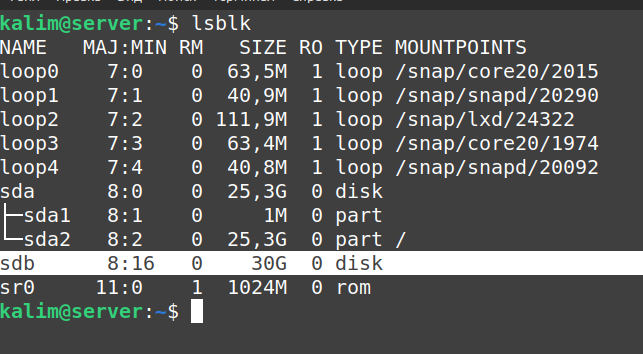 kalim@server:~$ lsblk
NAME MAJ:MIN RM SIZE RO TYPE MOUNTPOINTS
loop0 7:0 0 63,5M 1 loop /snap/core20/2015
loop1 7:1 0 40,9M 1 loop /snap/snapd/20290
loop2 7:2 0 111,9M 1 loop /snap/lxd/24322
loop3 7:3 0 63,4M 1 loop /snap/core20/1974
loop4 7:4 0 40,8M 1 loop /snap/snapd/20092
sda 8:0 0 25,3G 0 disk
├─sda1 8:1 0 1M 0 part
└─sda2 8:2 0 25,3G 0 part /
sdb 8:16 0 30G 0 disk
sr0 11:0 1 1024M 0 rom
kalim@server:~$